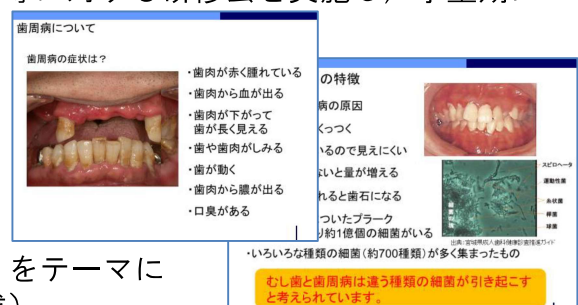 歯周病について
歯周病の症状は？
・歯肉が赤く腫れている
・歯肉から血が出る
・歯肉が下がって
歯が長く見える
・歯や歯肉がしみる
・歯が動く
・歯肉から膿が出る
・口臭がある
の特徴
病の原因
くっつく
いるので見えにくい
ないと量が増える
れると歯石になる
ついたプラーク
り約1億個の細菌がいる
・いろいろな種類の細菌（約700種類）が多く集まったもの
スピロヘータ
運動性菌
糸状菌
桿菌
球菌
むし歯と歯周病は違う種類の細菌が引き起こす
と考えられています。
をテーマに